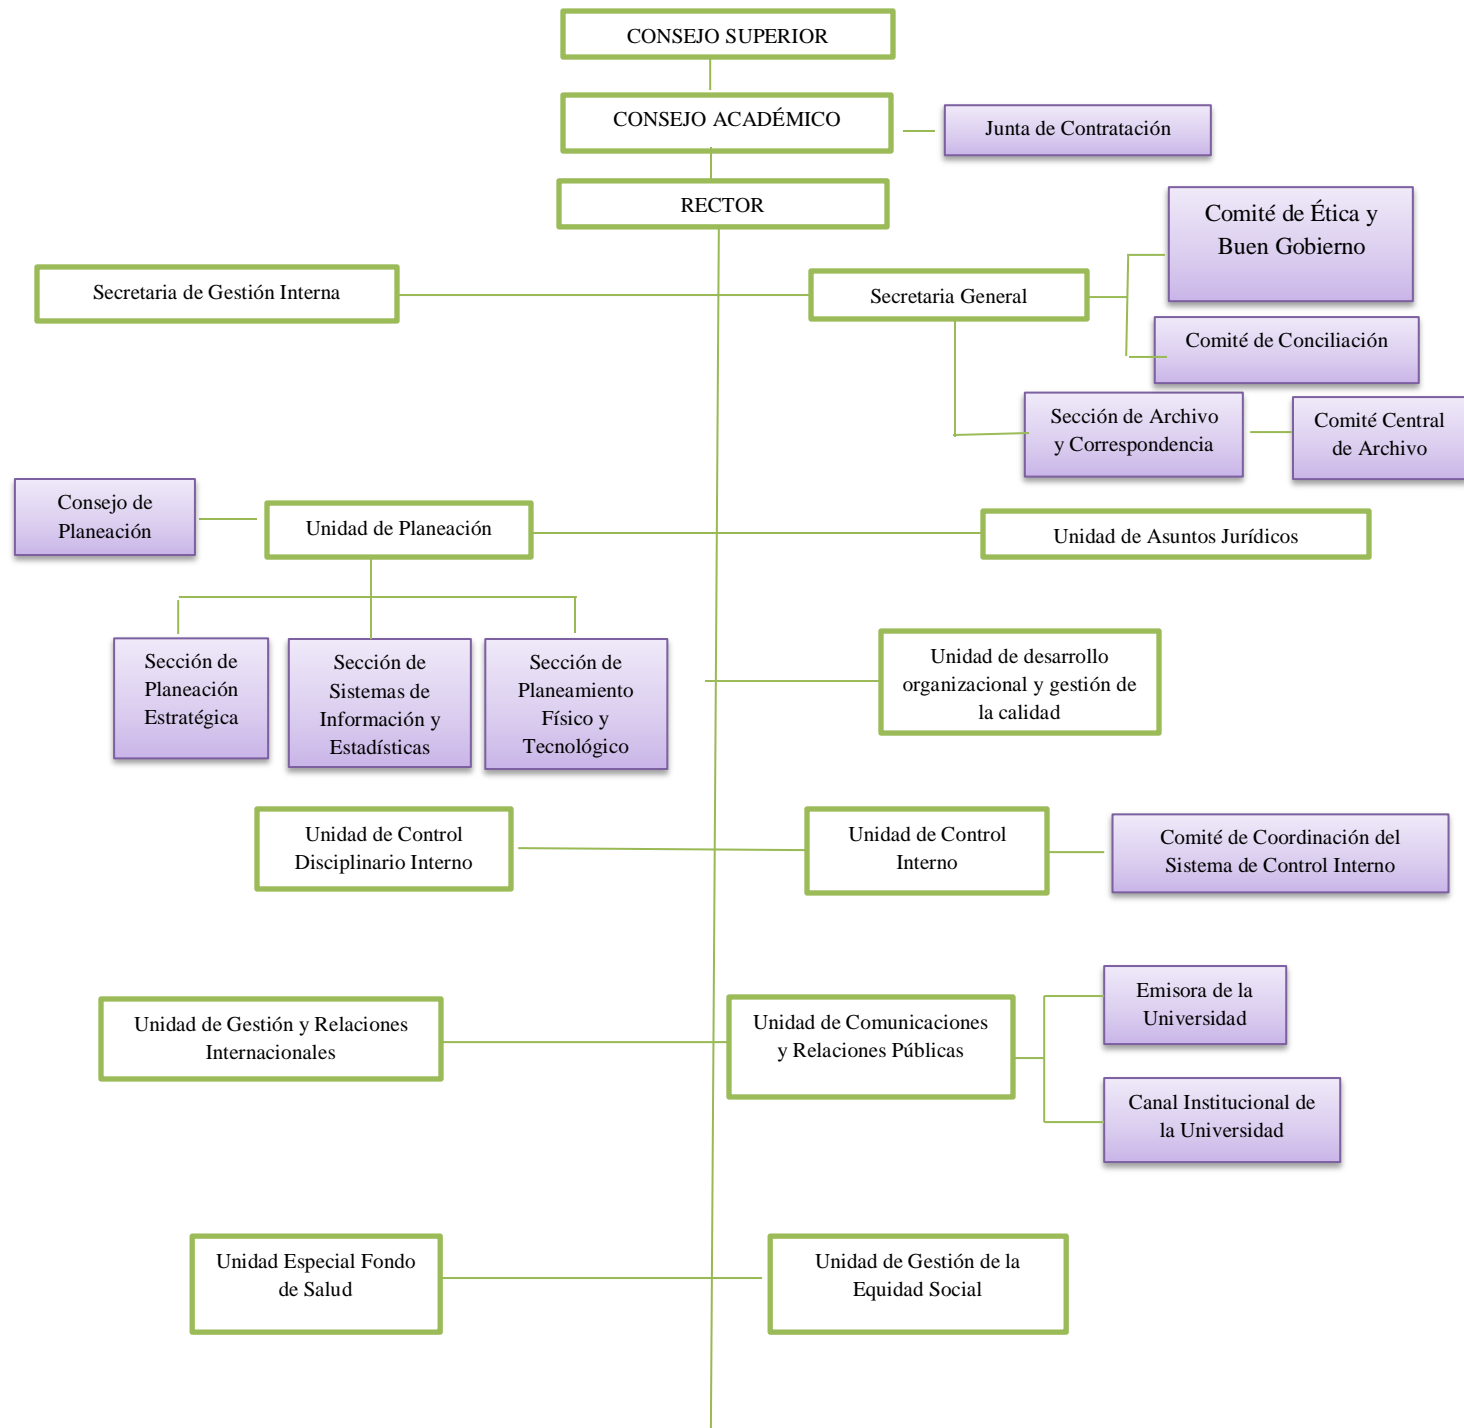 CONSEJO SUPERIOR
CONSEJO ACADÉMICO
Junta de Contratación
RECTOR
Comité de Ética y
Buen Gobierno
Secretaria de Gestión Interna
Secretaria General
Comité de Conciliación
Sección de Archivo
y Correspondencia
Comité Central
de Archivo
Consejo de
Planeación
Unidad de Planeación
Unidad de Asuntos Jurídicos
Sección de
Planeación
Estratégica
Sección de
Sistemas de
Información y
Estadísticas
Sección de
Planeamiento
Físico y
Tecnológico
Unidad de desarrollo
organizacional y gestión de
la calidad
Unidad de Control
Disciplinario Interno
Unidad de Control
Interno
Comité de Coordinación del
Sistema de Control Interno
Unidad de Gestión y Relaciones
Internacionales
Unidad de Comunicaciones
y Relaciones Públicas
Emisora de la
Universidad
Canal Institucional de
la Universidad
Unidad Especial Fondo
de Salud
Unidad de Gestión de la
Equidad Social